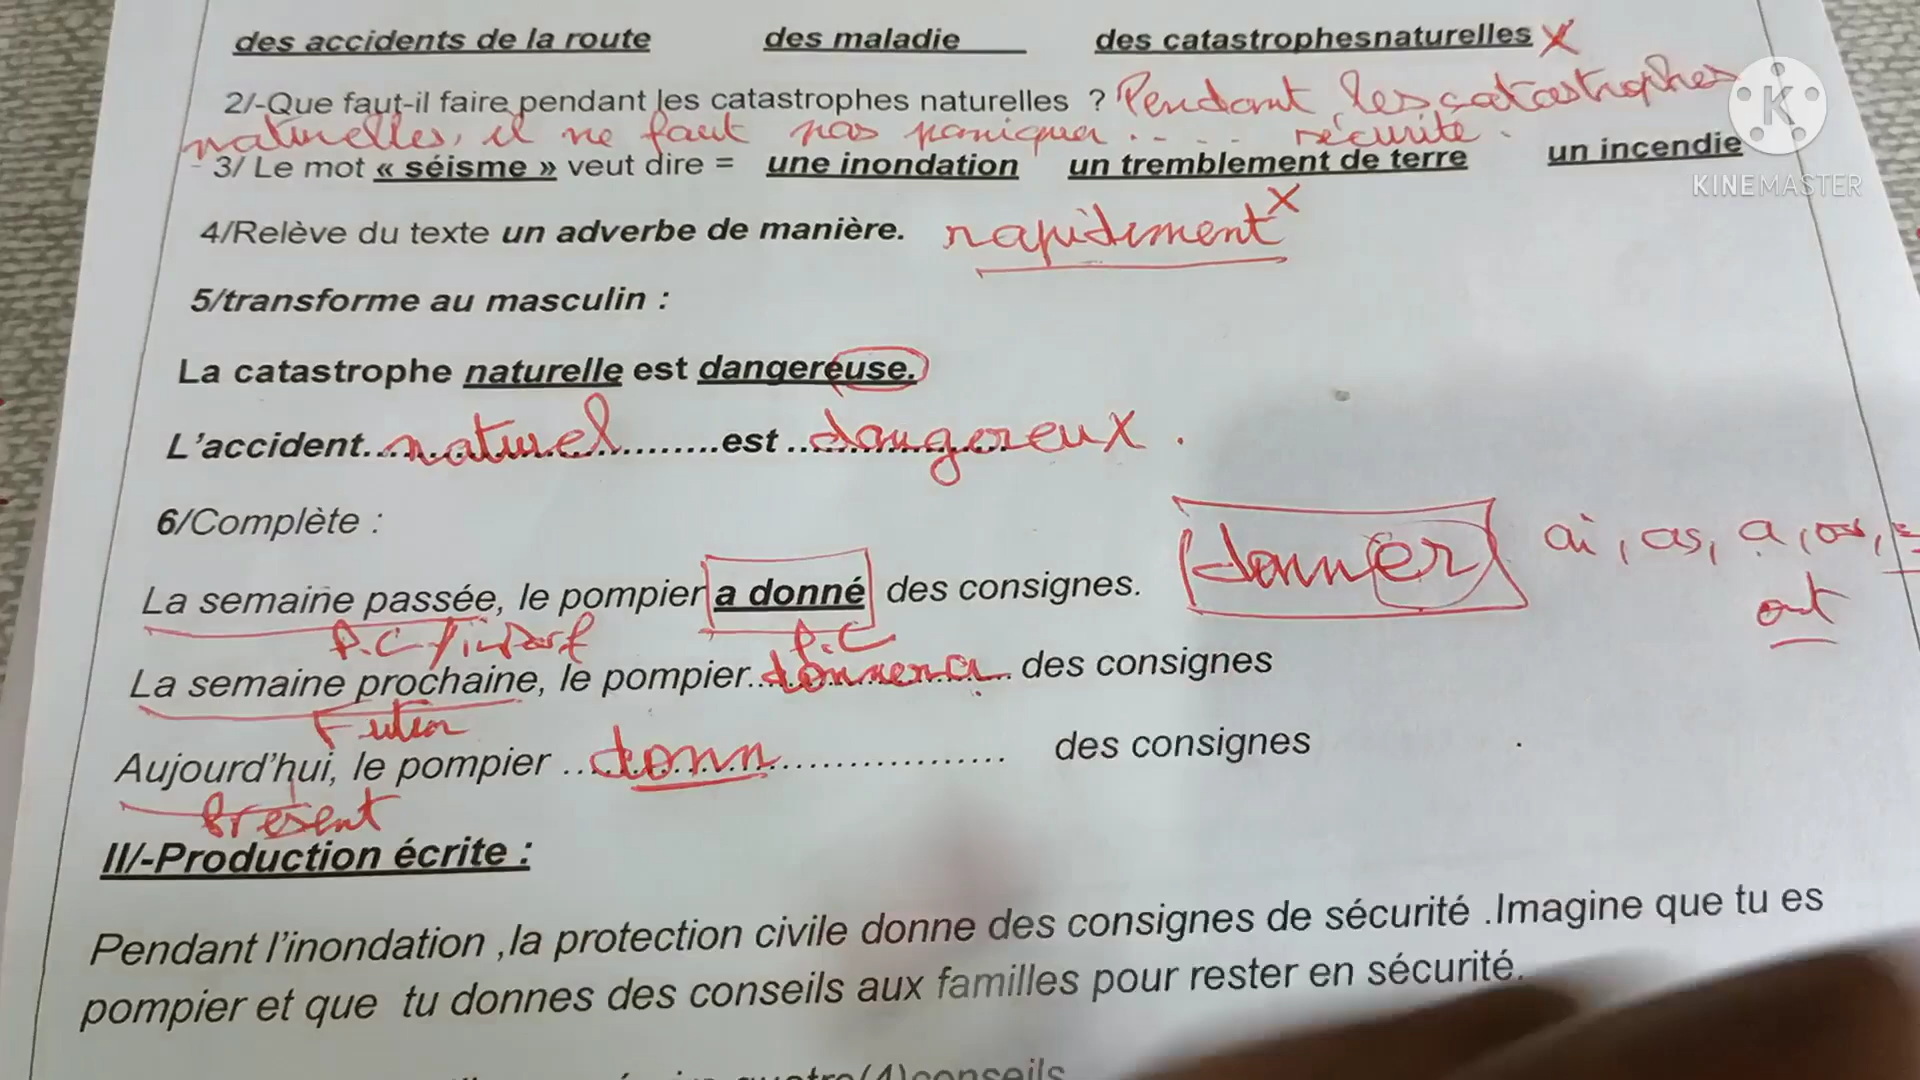 des accidents de la route des maladie des catastrophesnaturelles X
2/-Que faut-il faire pendant les catastrophes naturelles ? Pendant les catastrophes
naturelles, il ne faut pas paniquer . . . . sécurité .
3/ Le mot « séisme » veut dire = une inondation un tremblement de terre un incendie
KINEMASTER
4/Relève du texte un adverbe de manière. rapidement X
5/transforme au masculin :
La catastrophe naturelle est dangereuse.
L'accident naturel est dangereux .
6/Complète :
donner ai, as, a,
La semaine passée, le pompier a donné des consignes.
ont
P.C P.C
La semaine prochaine, le pompier donnera des consignes
Futur
Aujourd'hui, le pompier donn des consignes
Présent
II/-Production écrite :
Pendant l'inondation ,la protection civile donne des consignes de sécurité .Imagine que tu es
pompier et que tu donnes des conseils aux familles pour rester en sécurité.
quatre(4)conseils